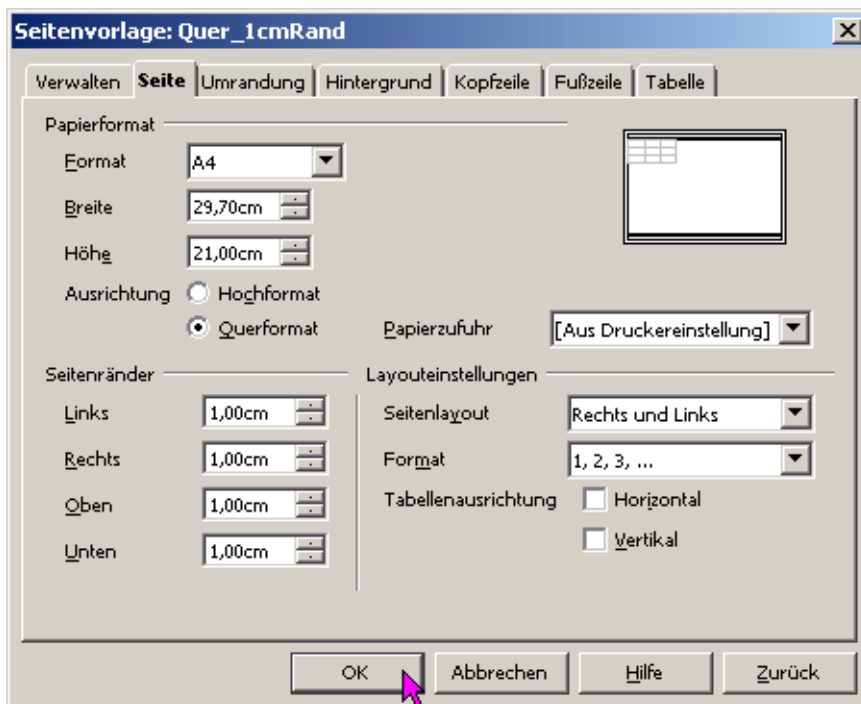 Seitenvorlage: Quer_1cmRand
Verwalten Seite Umrandung Hintergrund Kopfzeile Fußzeile Tabelle
Papierformat
Format A4
Breite 29,70cm
Höhe 21,00cm
Ausrichtung Hochformat
Querformat Papierzufuhr [Aus Druckereinstellung]
Seitenränder Layouteinstellungen
Links 1,00cm Seitenlayout Rechts und Links
Rechts 1,00cm Format 1, 2, 3, ...
Oben 1,00cm Tabellenausrichtung Horizontal
Unten 1,00cm Vertikal
OK Abbrechen Hilfe Zurück